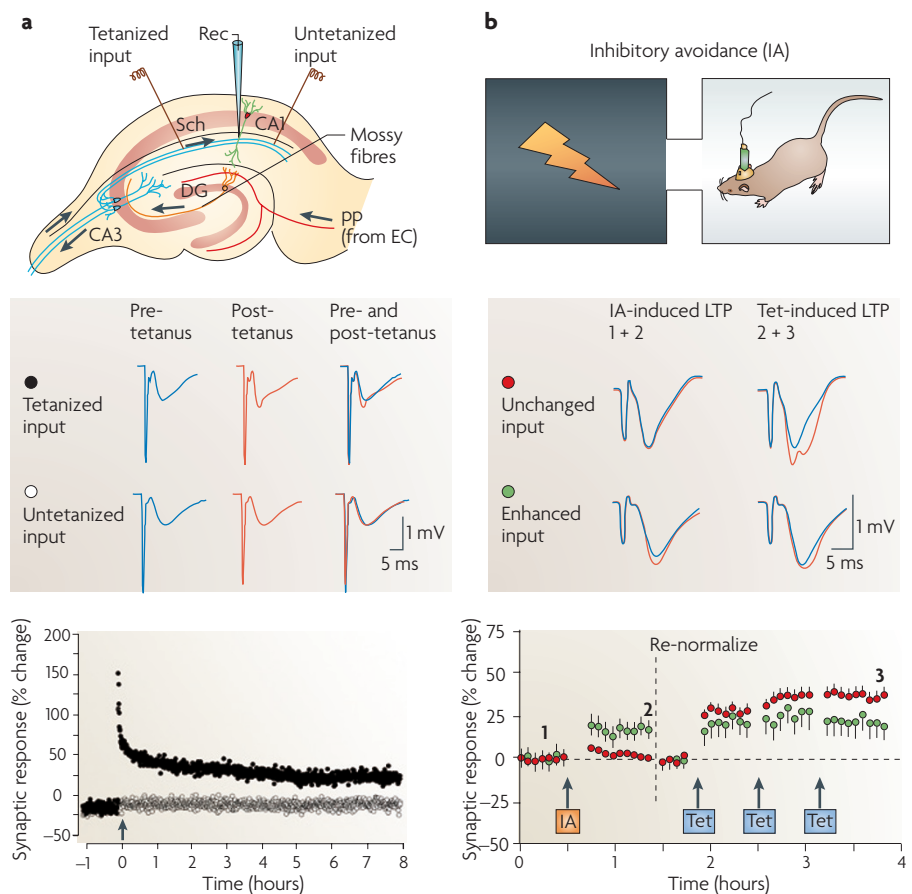 a
Tetanized
input
Rec
Untetanized
input
Sch
CA1
Mossy
fibres
DG
CA3
pp
(from EC)
Pre-
tetanus
Post-
tetanus
Pre- and
post-tetanus
Tetanized
input
Untetanized
input
1 mV
5 ms
Synaptic response (% change)
200
150
100
50
0
−50
−1
0
1
2
3
4
5
6
7
8
Time (hours)
b
Inhibitory avoidance (IA)
IA-induced LTP
1 + 2
Tet-induced LTP
2 + 3
Unchanged
input
Enhanced
input
1 mV
5 ms
Synaptic response (% change)
75
50
25
0
−25
−50
Re-normalize
1
2
3
IA
Tet
Tet
Tet
0
1
2
3
4
Time (hours)